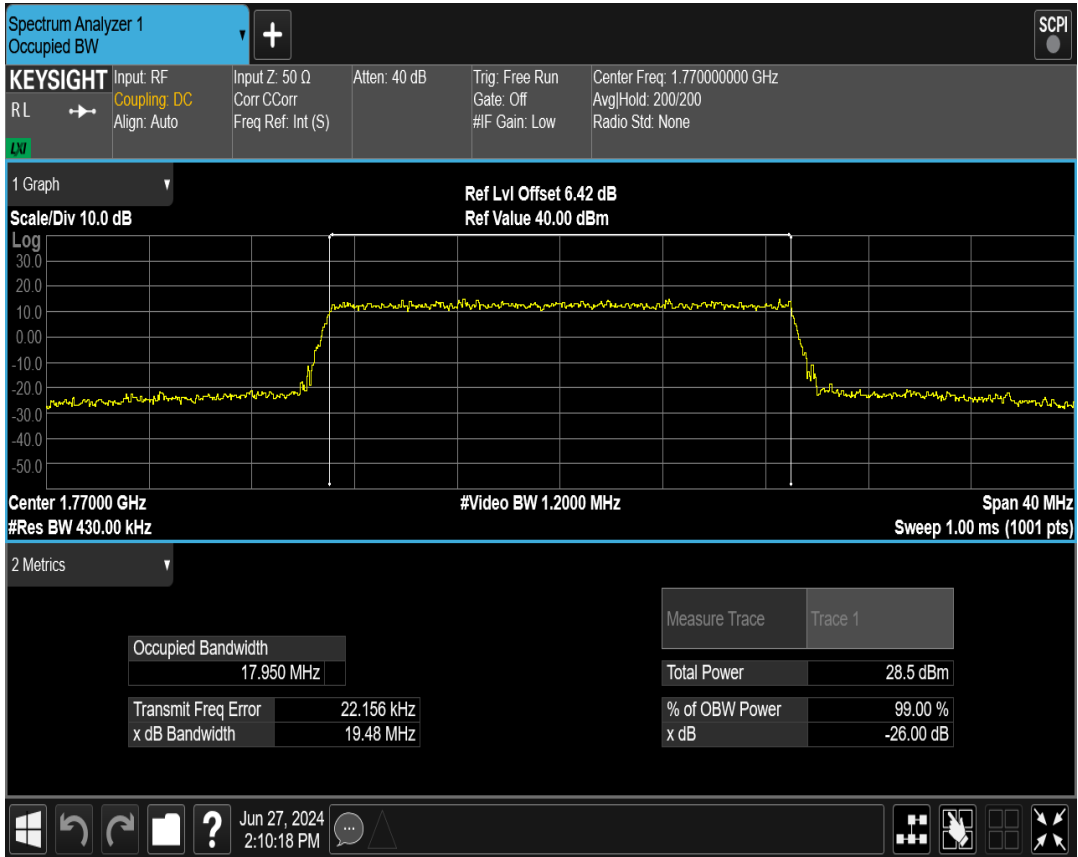 Spectrum Analyzer 1
Occupied BW
+
SCPI
KEYSIGHT
R L
LXI
Input: RF
Coupling: DC
Align: Auto
Input Z: 50 Ω
Corr CCorr
Freq Ref: Int (S)
Atten: 40 dB
Trig: Free Run
Gate: Off
#IF Gain: Low
Center Freq: 1.770000000 GHz
Avg|Hold: 200/200
Radio Std: None
1 Graph
Scale/Div 10.0 dB
Ref Lvl Offset 6.42 dB
Ref Value 40.00 dBm
Log
30.0
20.0
10.0
0.00
-10.0
-20.0
-30.0
-40.0
-50.0
Center 1.77000 GHz
#Video BW 1.2000 MHz
Span 40 MHz
#Res BW 430.00 kHz
Sweep 1.00 ms (1001 pts)
2 Metrics
Measure Trace Trace 1
Occupied Bandwidth
17.950 MHz
Total Power 28.5 dBm
Transmit Freq Error 22.156 kHz
% of OBW Power 99.00 %
x dB Bandwidth 19.48 MHz
x dB -26.00 dB
?
Jun 27, 2024
2:10:18 PM